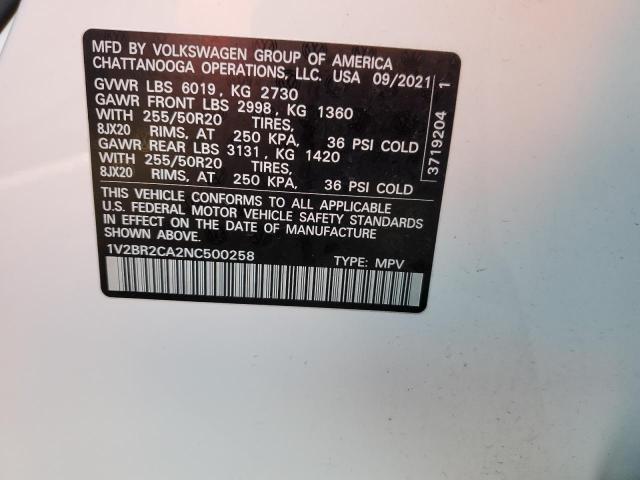 MFD BY VOLKSWAGEN GROUP OF AMERICA
CHATTANOOGA OPERATIONS, LLC. USA 09/2021
GVWR LBS 6019, KG 2730
GAWR FRONT LBS 2998, KG 1360
WITH 255/50R20 TIRES,
8JX20 RIMS, AT 250 KPA, 36 PSI COLD
GAWR REAR LBS 3131, KG 1420
WITH 255/50R20 TIRES,
8JX20 RIMS, AT 250 KPA, 36 PSI COLD
THIS VEHICLE CONFORMS TO ALL APPLICABLE
U.S. FEDERAL MOTOR VEHICLE SAFETY STANDARDS
IN EFFECT ON THE DATE OF MANUFACTURE
SHOWN ABOVE.
1V2BR2CA2NC500258 TYPE: MPV
3719204 1